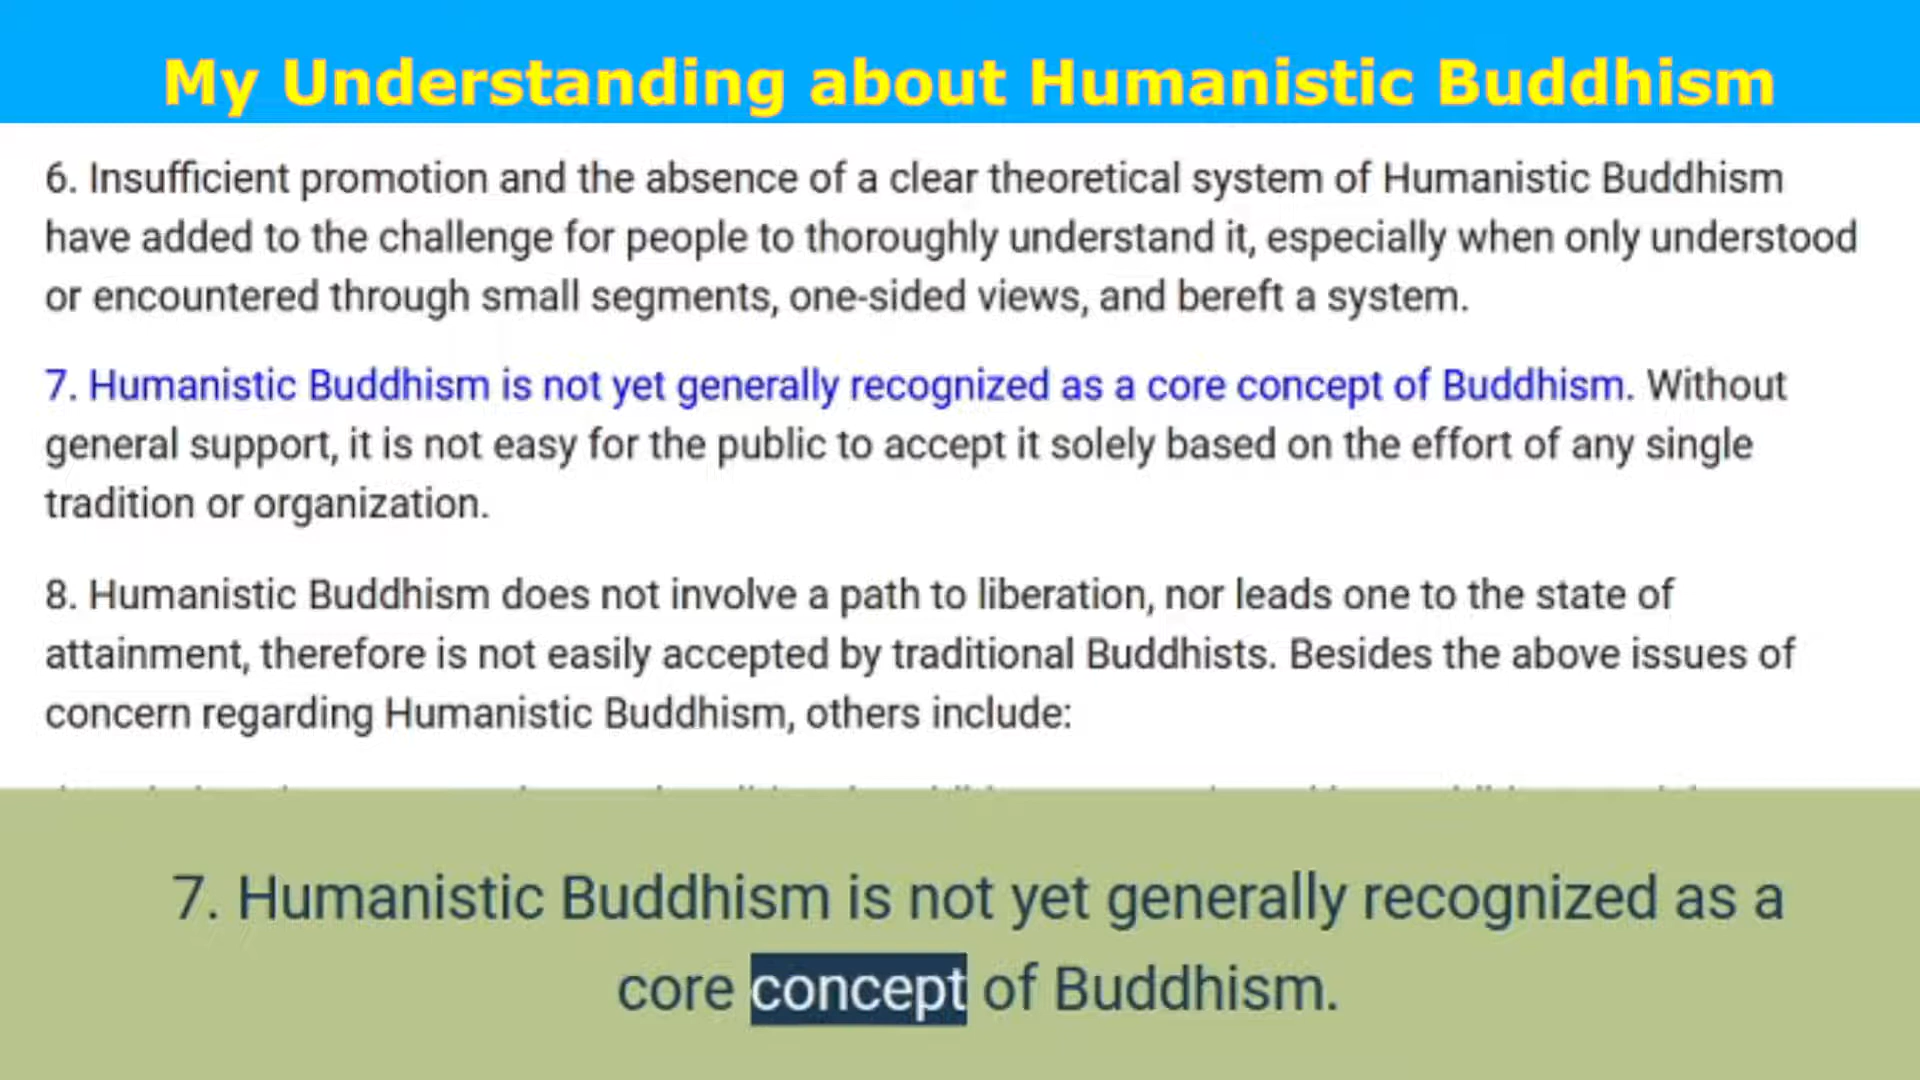 My Understanding about Humanistic Buddhism
6. Insufficient promotion and the absence of a clear theoretical system of Humanistic Buddhism
have added to the challenge for people to thoroughly understand it, especially when only understood
or encountered through small segments, one-sided views, and bereft a system.
7. Humanistic Buddhism is not yet generally recognized as a core concept of Buddhism. Without
general support, it is not easy for the public to accept it solely based on the effort of any single
tradition or organization.
8. Humanistic Buddhism does not involve a path to liberation, nor leads one to the state of
attainment, therefore is not easily accepted by traditional Buddhists. Besides the above issues of
concern regarding Humanistic Buddhism, others include:
7. Humanistic Buddhism is not yet generally recognized as a
core concept of Buddhism.